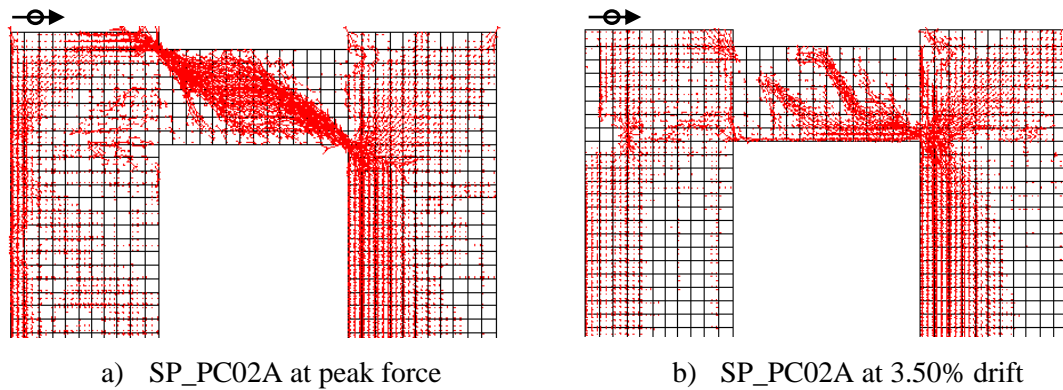 a) SP_PC02A at peak force
b) SP_PC02A at 3.50% drift